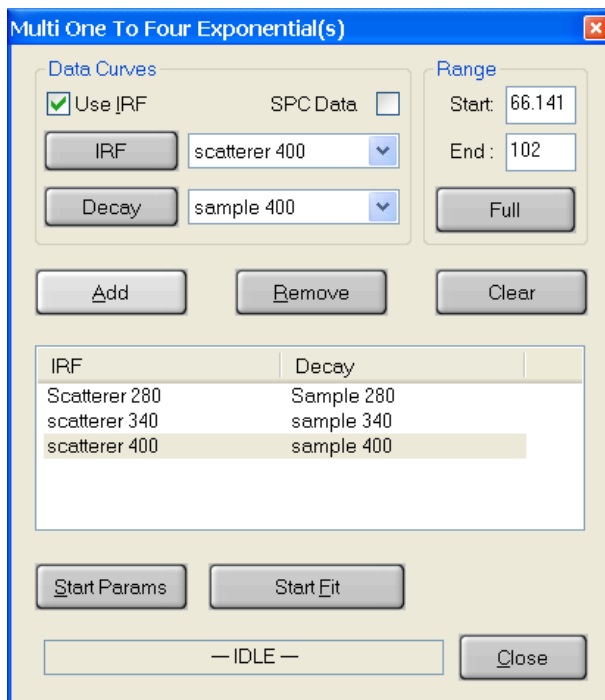 Multi One To Four Exponential(s)
Data Curves
Use IRF
SPC Data
IRF
scatterer 400
Decay
sample 400
Range
Start:
66.141
End :
102
Full
Add
Remove
Clear
IRF Decay
Scatterer 280 Sample 280
scatterer 340 sample 340
scatterer 400 sample 400
Start Params
Start Fit
— IDLE —
Close